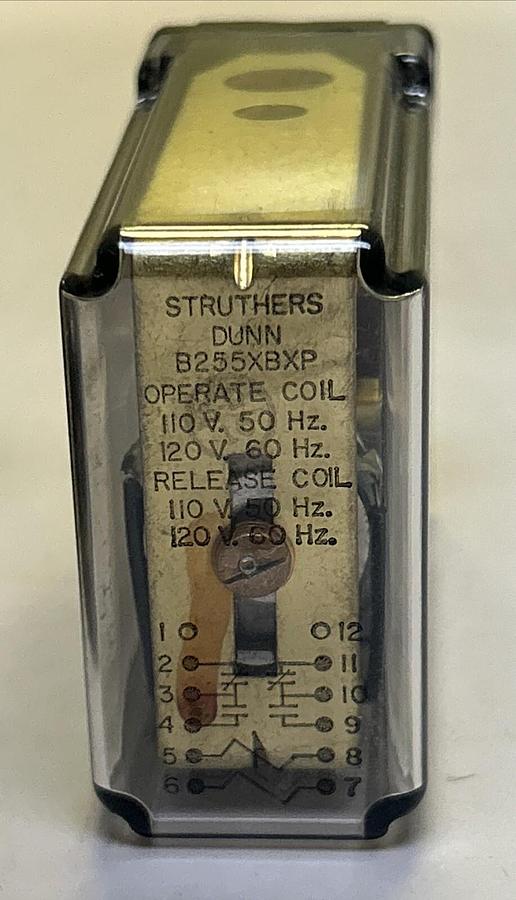 STRUTHERS
DUNN
B255XBXP
OPERATE COIL
110 V. 50 Hz.
120 V. 60 Hz.
RELEASE COIL
110 V. 50 Hz.
120 V. 60 Hz.
1 12
2 11
3 10
4 9
5 8
6 7